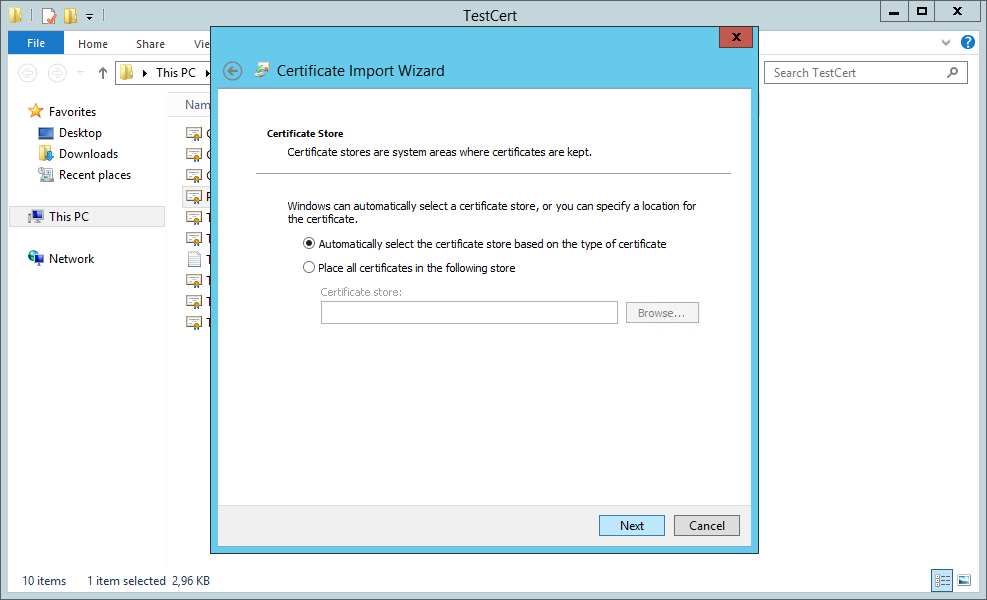 TestCert
File
Home
Share
This PC
Search TestCert
Favorites
Desktop
Downloads
Recent places
This PC
Network
Certificate Import Wizard
Certificate Store
Certificate stores are system areas where certificates are kept.
Windows can automatically select a certificate store, or you can specify a location for
the certificate.
Automatically select the certificate store based on the type of certificate
Place all certificates in the following store
Certificate store:
Browse...
Next
Cancel
10 items
1 item selected 2,96 KB